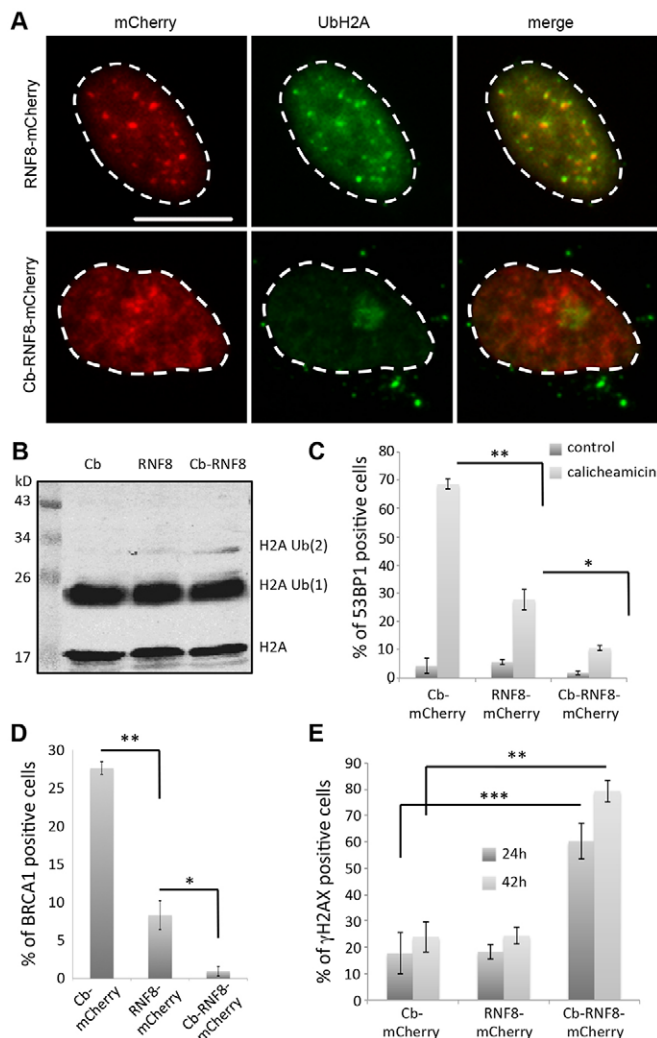 A
mCherry UbH2A merge
RNF8-mCherry
Cb-RNF8-mCherry
B
Cb RNF8 Cb-RNF8
kD
43
34
26
17
H2A Ub(2)
H2A Ub(1)
H2A
C
control
calicheamicin
**
*
% of 53BP1 positive cells
80
70
60
50
40
30
20
10
0
Cb-
mCherry
RNF8-
mCherry
Cb-RNF8-
mCherry
D
**
*
% of BRCA1 positive cells
30
25
20
15
10
5
0
Cb-
mCherry
RNF8-
mCherry
Cb-RNF8-
mCherry
E
**
***
24h
42h
% of γH2AX positive cells
90
80
70
60
50
40
30
20
10
0
Cb-
mCherry
RNF8-
mCherry
Cb-RNF8-
mCherry